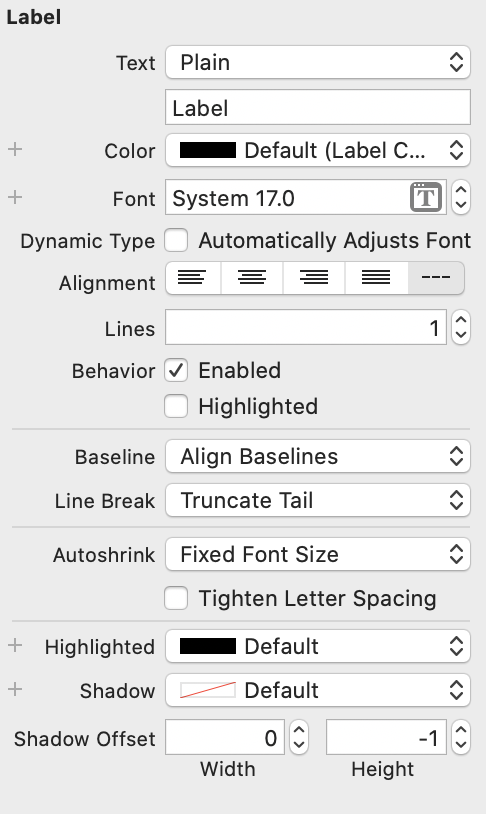 Label
Text Plain
Label
+ Color Default (Label C...
+ Font System 17.0 T
Dynamic Type Automatically Adjusts Font
Alignment ---
Lines 1
Behavior Enabled
Highlighted
Baseline Align Baselines
Line Break Truncate Tail
Autoshrink Fixed Font Size
Tighten Letter Spacing
+ Highlighted Default
+ Shadow Default
Shadow Offset 0 -1
Width Height